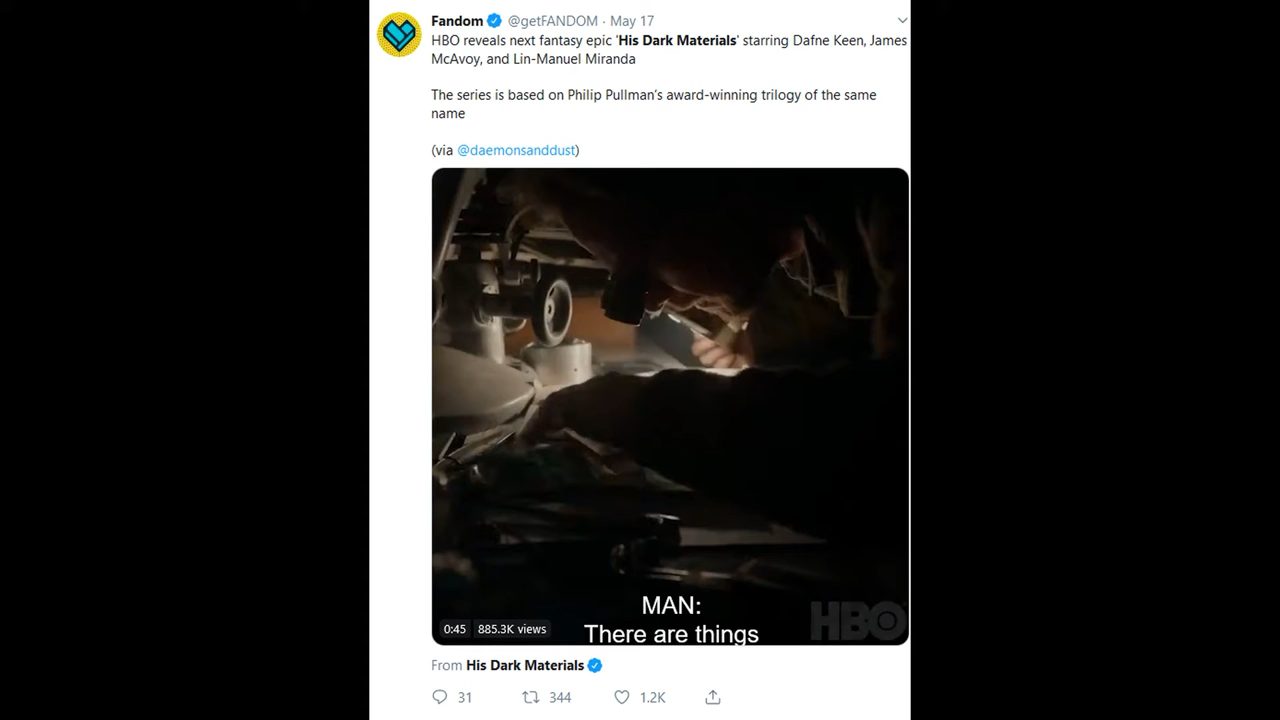 Fandom @getFANDOM · May 17
HBO reveals next fantasy epic 'His Dark Materials' starring Dafne Keen, James
McAvoy, and Lin-Manuel Miranda
The series is based on Philip Pullman's award-winning trilogy of the same
name
(via @daemonsanddust)
MAN:
There are things
HBO
0:45 885.3K views
From His Dark Materials
31 344 1.2K